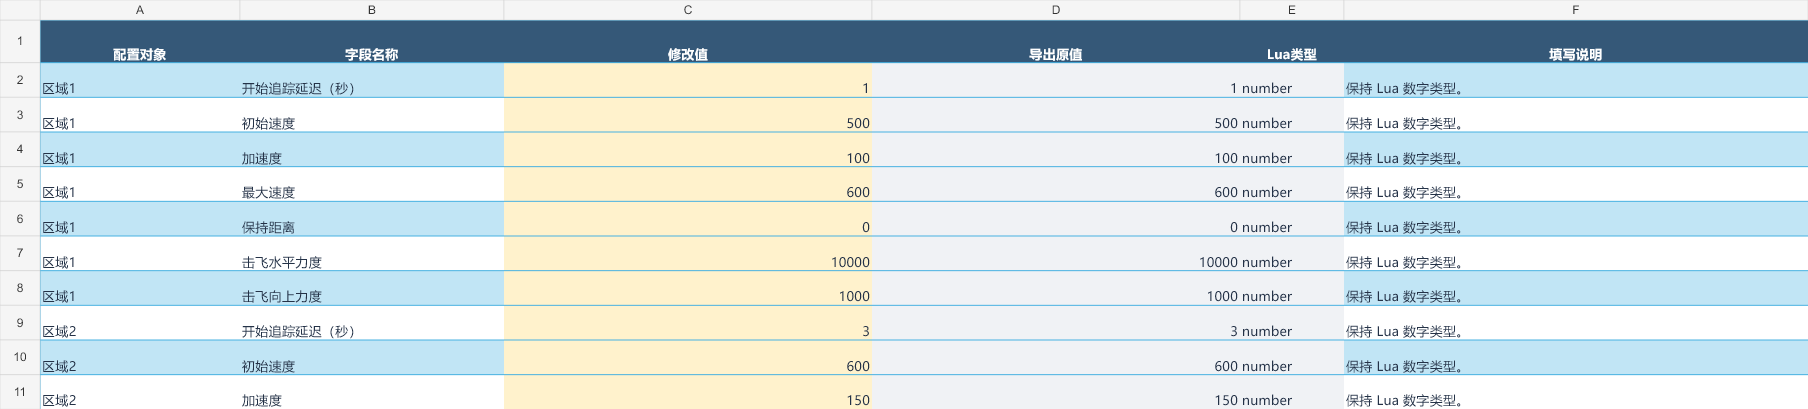 A B C D E F
1 配置对象 字段名称 修改值 导出原值 Lua类型 填写说明
2 区域1 开始追踪延迟（秒） 1 1 number 保持 Lua 数字类型。
3 区域1 初始速度 500 500 number 保持 Lua 数字类型。
4 区域1 加速度 100 100 number 保持 Lua 数字类型。
5 区域1 最大速度 600 600 number 保持 Lua 数字类型。
6 区域1 保持距离 0 0 number 保持 Lua 数字类型。
7 区域1 击飞水平力度 10000 10000 number 保持 Lua 数字类型。
8 区域1 击飞向上力度 1000 1000 number 保持 Lua 数字类型。
9 区域2 开始追踪延迟（秒） 3 3 number 保持 Lua 数字类型。
10 区域2 初始速度 600 600 number 保持 Lua 数字类型。
11 区域2 加速度 150 150 number 保持 Lua 数字类型。